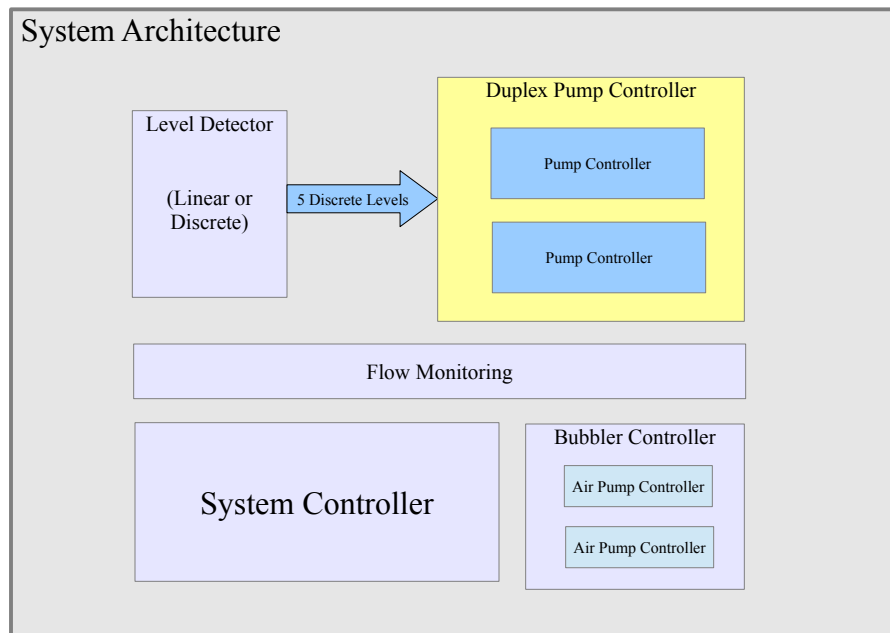 System Architecture
Level Detector
(Linear or
Discrete)
5 Discrete Levels
Duplex Pump Controller
Pump Controller
Pump Controller
Flow Monitoring
System Controller
Bubbler Controller
Air Pump Controller
Air Pump Controller